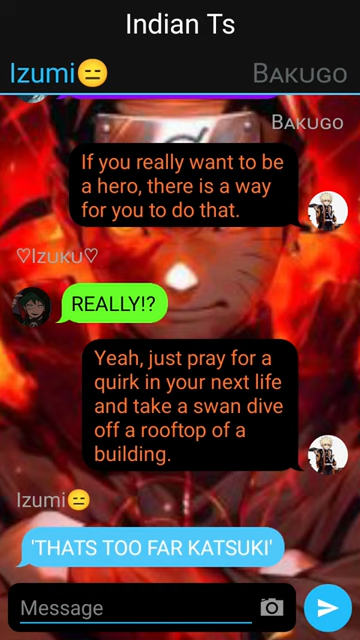 Indian Ts
Izumi😑
Bakugo
Bakugo
If you really want to be
a hero, there is a way
for you to do that.
♡Izuku♡
REALLY!?
Yeah, just pray for a
quirk in your next life
and take a swan dive
off a rooftop of a
building.
Izumi😑
'THATS TOO FAR KATSUKI'
Message